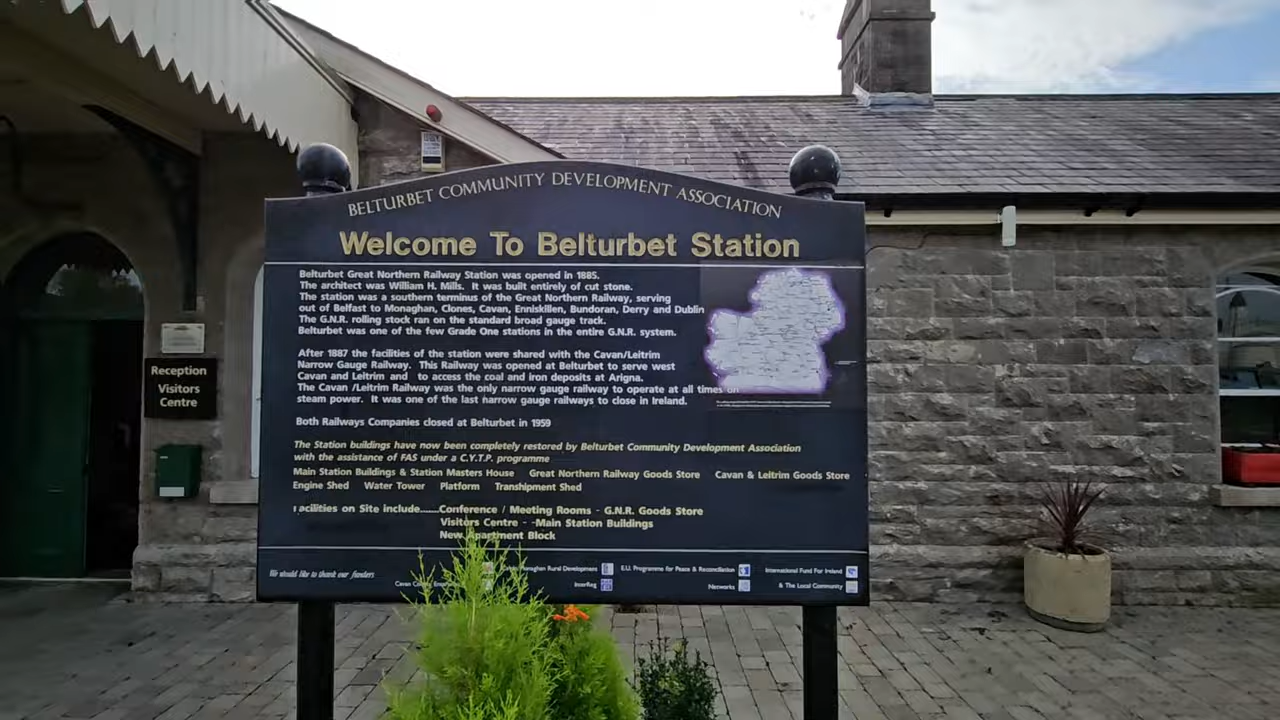 BELTURBET COMMUNITY DEVELOPMENT ASSOCIATION
Welcome To Belturbet Station
Belturbet Great Northern Railway Station was opened in 1885.
The architect was William H. Mills. It was built entirely of cut stone.
The station was a southern terminus of the Great Northern Railway, serving
out of Belfast to Monaghan, Clones, Cavan, Enniskillen, Bundoran, Derry and Dublin
The G.N.R. rolling stock ran on the standard broad gauge track.
Belturbet was one of the few Grade One stations in the entire G.N.R. system.
After 1887 the facilities of the station were shared with the Cavan/Leitrim
Narrow Gauge Railway. This Railway was opened at Belturbet to serve west
Cavan and Leitrim and to access the coal and iron deposits at Arigna.
The Cavan /Leitrim Railway was the only narrow gauge railway to operate at all times on
steam power. It was one of the last narrow gauge railways to close in Ireland.
Both Railways Companies closed at Belturbet in 1959
The Station buildings have now been completely restored by Belturbet Community Development Association
with the assistance of FAS under a C.Y.T.P. programme
Main Station Buildings & Station Masters House Great Northern Railway Goods Store Cavan & Leitrim Goods Store
Engine Shed Water Tower Platform Transhipment Shed
acilities on Site include......Conference / Meeting Rooms - G.N.R. Goods Store
Visitors Centre - -Main Station Buildings
New Apartment Block
We would like to thank our funders
Monaghan Rural Development E.U. Programme for Peace & Reconciliation International Fund For Ireland
Cavan Interreg Networks & The Local Community
Reception
Visitors
Centre